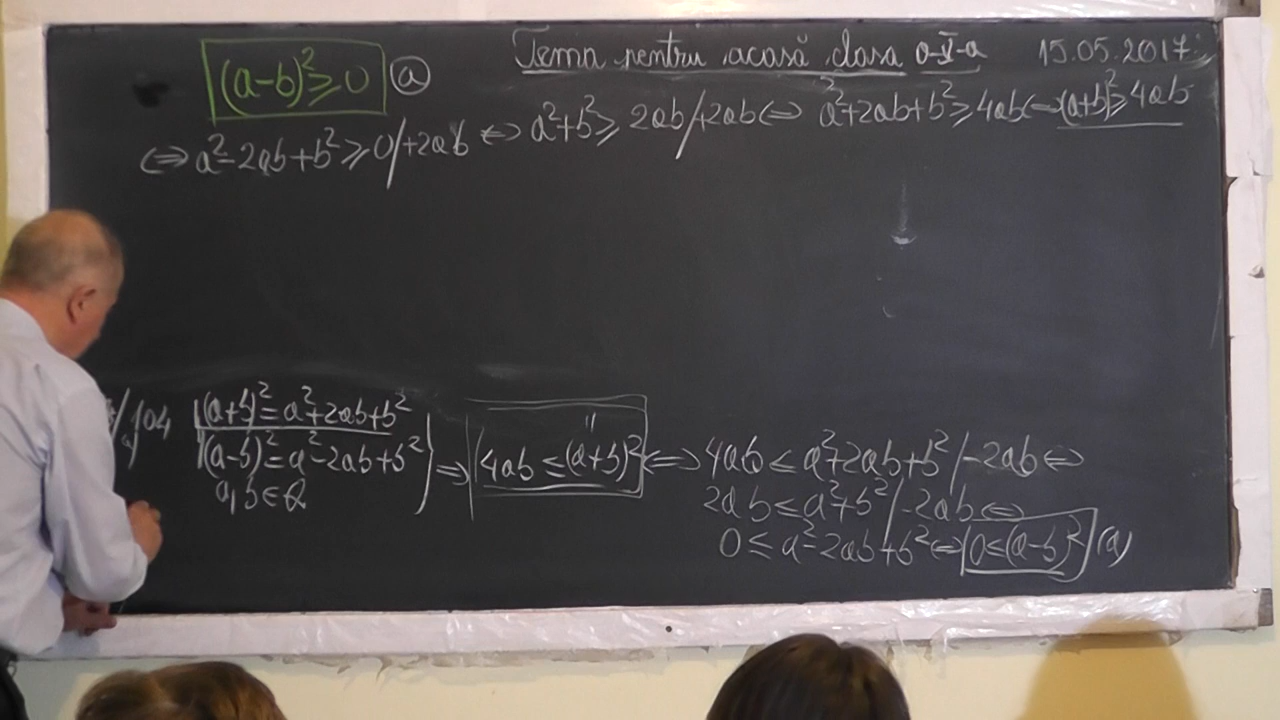 Tema pentru acasă clasa a-V-a 15.05.2017
(a-b)²≥0 (a)
⇔ a²-2ab+b²≥0/+2ab ⇔ a²+b²≥2ab/+2ab ⇔ a²+2ab+b²≥4ab ⇔ (a+b)²≥4ab
/104 (a+b)²=a²+2ab+b²
a) (a-b)²=a²-2ab+b²
a,b∈Q
⇒ 4ab≤(a+b)² ⇔ 4ab≤a²+2ab+b²/-2ab ⇔
2ab≤a²+b²/-2ab ⇔
0≤a²-2ab+b² ⇔ 0≤(a-b)² (a)